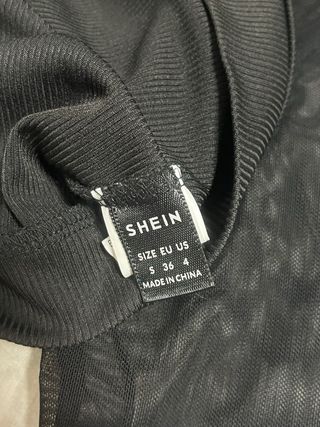 SHEIN
SIZE EU US
S 36 4
MADE IN CHINA